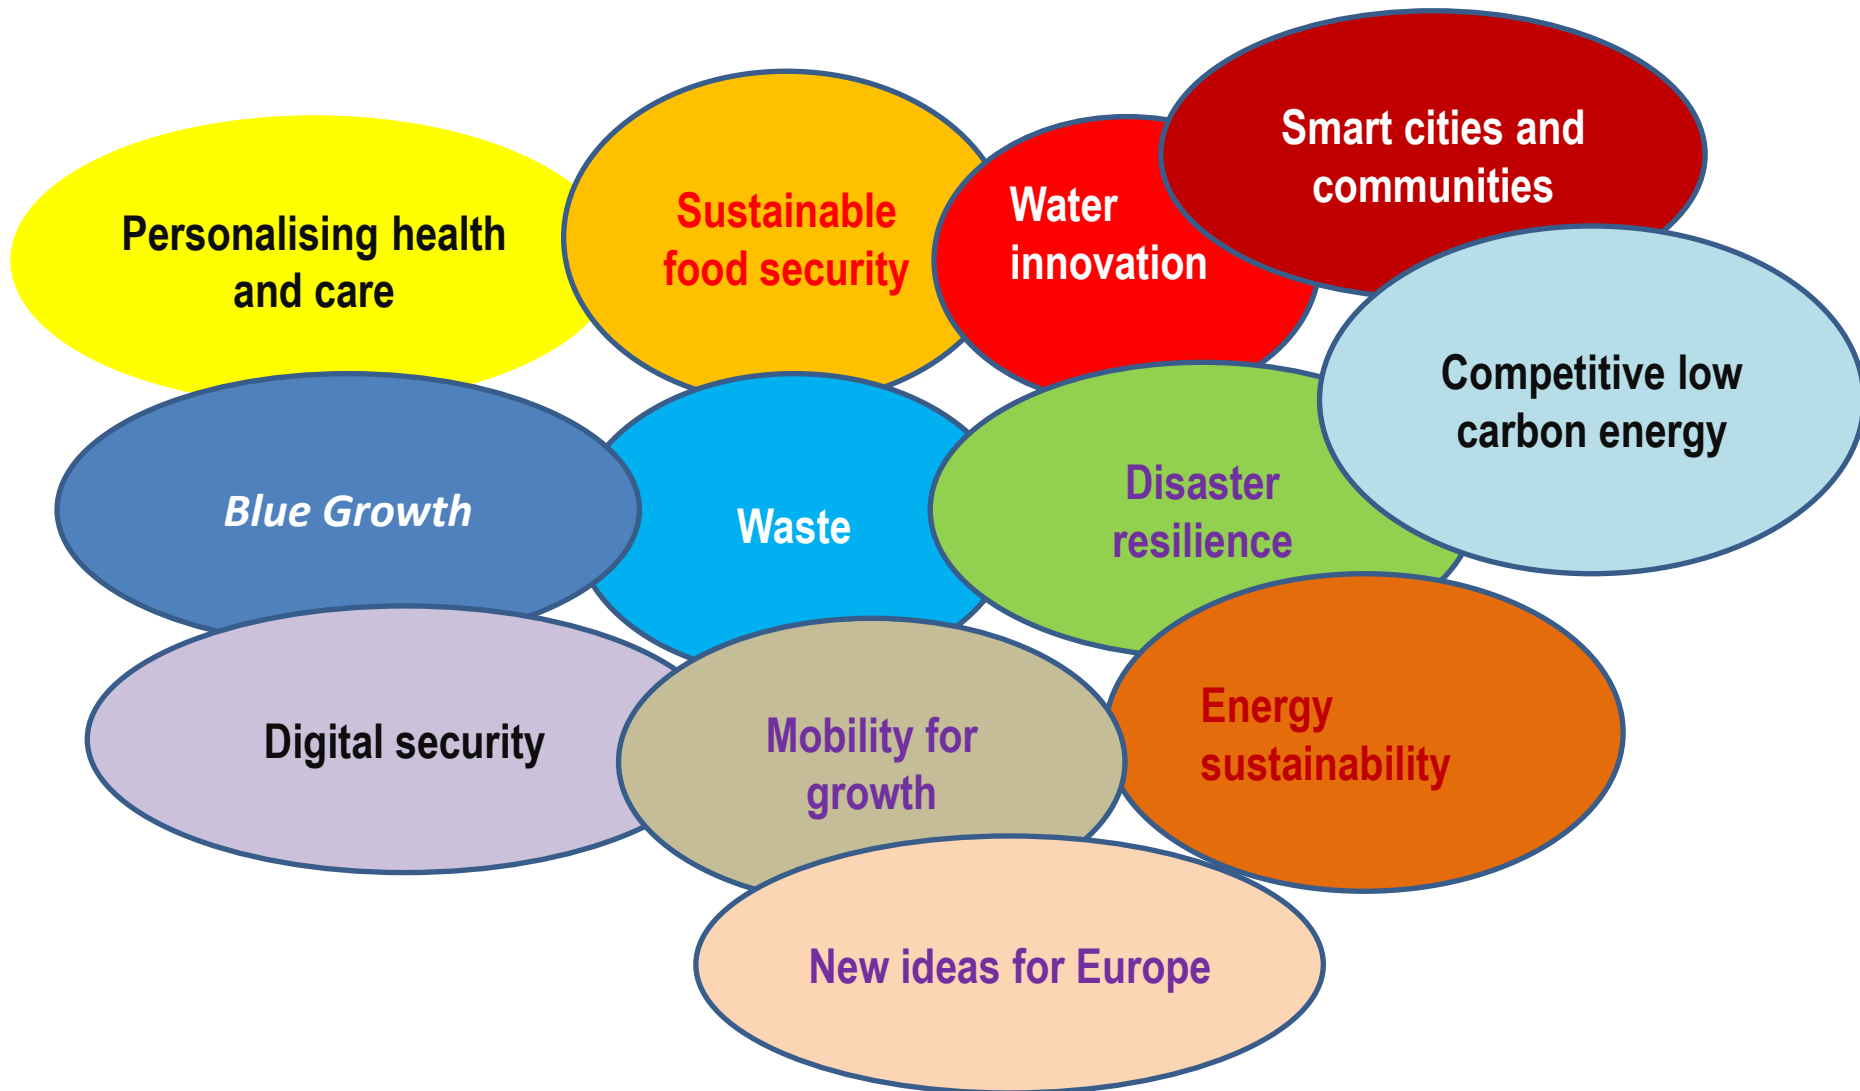 Personalising health
and care
Sustainable
food security
Water
innovation
Smart cities and
communities
Competitive low
carbon energy
Blue Growth
Waste
Disaster
resilience
Digital security
Mobility for
growth
Energy
sustainability
New ideas for Europe